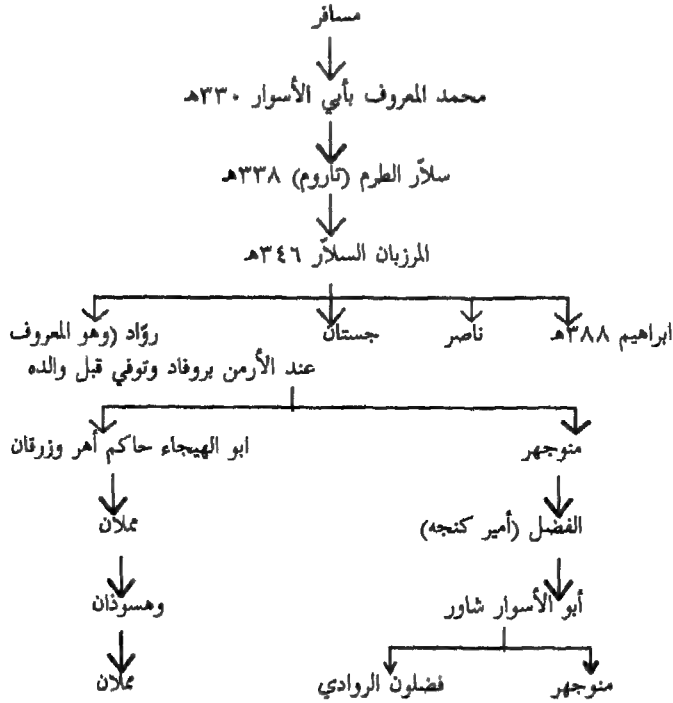 مسافر
محمد المعروف بأبي الأسوار ٣٣٠هـ
سلاّر الطرم (تاروم) ٣٣٨هـ
المرزبان السلاّر ٣٤٦هـ
ابراهيم ٣٨٨هـ ناصر جستان روّاد (وهو المعروف
عند الأرمن بروفاد وتوفي قبل والده
منوجهر ابو الهيجاء حاكم أهر وزرقان
الفضل (أمير كنجه) مملان
أبو الأسوار شاور وهسوذان
منوجهر فضلون الروادي مملان